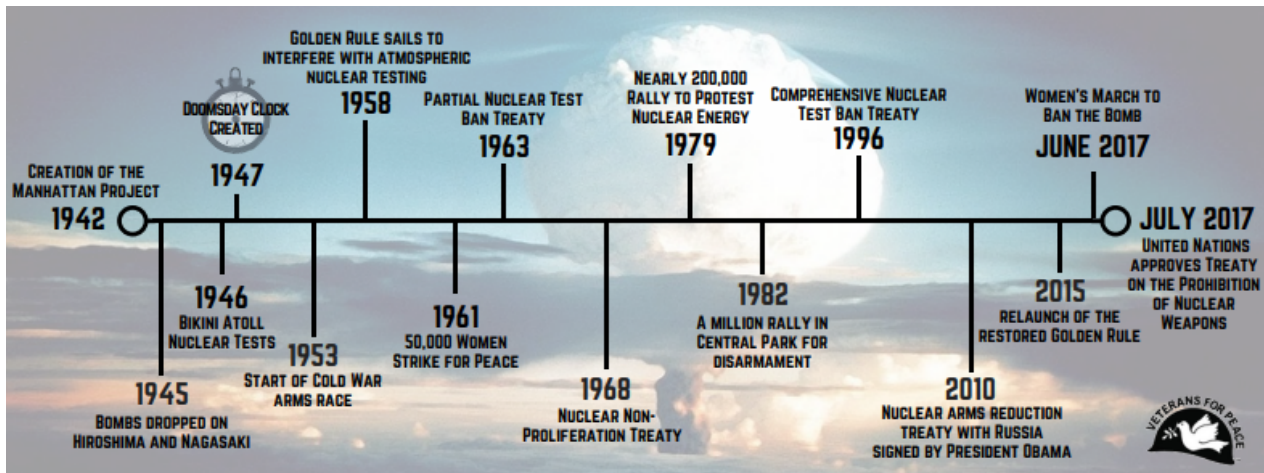 Creation of the
Manhattan Project
1942
1945
Bombs dropped on
Hiroshima and Nagasaki
1946
Bikini Atoll
Nuclear Tests
Doomsday Clock
Created
1947
1953
Start of Cold War
arms race
Golden Rule sails to
interfere with atmospheric
nuclear testing
1958
1961
50,000 Women
Strike for Peace
Partial Nuclear Test
Ban Treaty
1963
1968
Nuclear Non-
Proliferation Treaty
Nearly 200,000
Rally to Protest
Nuclear Energy
1979
1982
A million rally in
Central Park for
disarmament
Comprehensive Nuclear
Test Ban Treaty
1996
2010
Nuclear arms reduction
treaty with Russia
signed by President Obama
2015
relaunch of the
restored Golden Rule
Women's March to
Ban the Bomb
June 2017
July 2017
United Nations
approves Treaty
on the Prohibition
of Nuclear
Weapons
Veterans For Peace